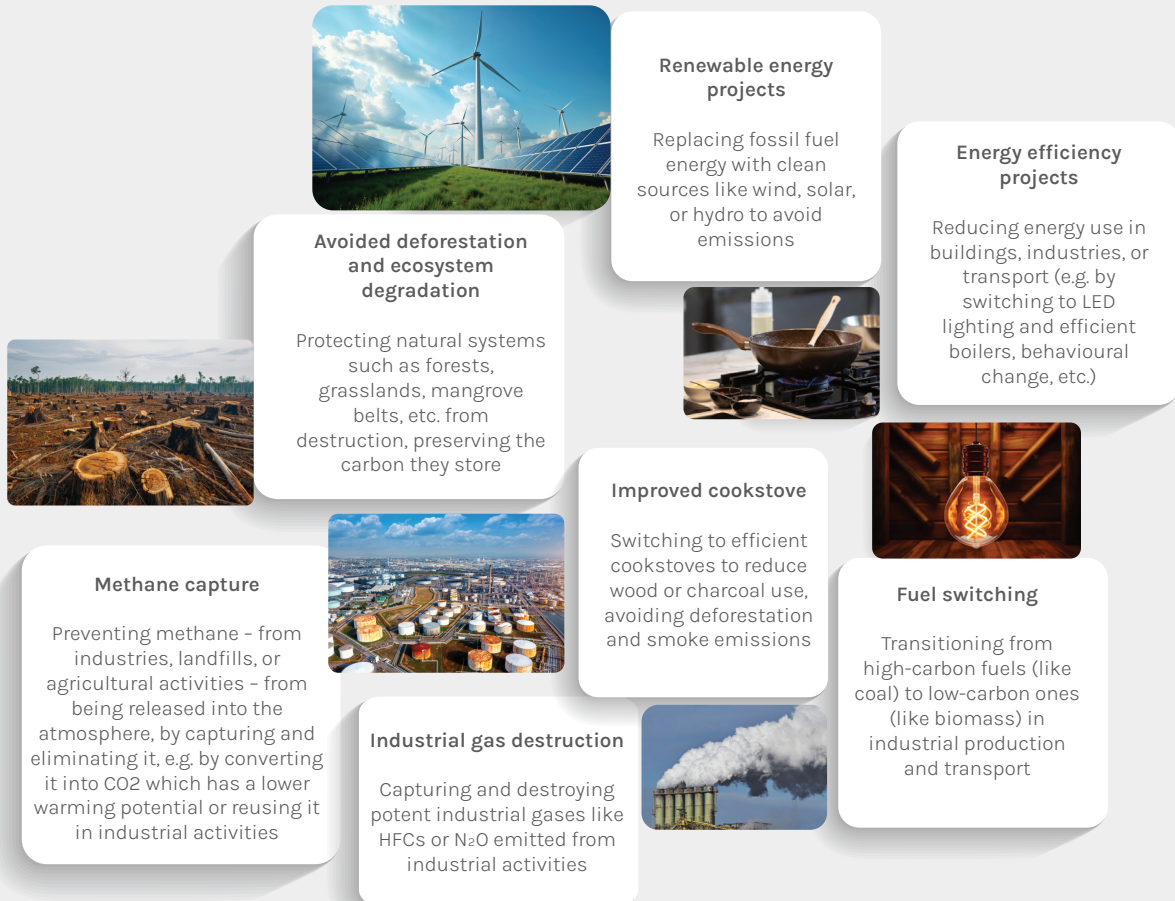 Renewable energy
projects
Replacing fossil fuel
energy with clean
sources like wind, solar,
or hydro to avoid
emissions
Energy efficiency
projects
Reducing energy use in
buildings, industries, or
transport (e.g. by
switching to LED
lighting and efficient
boilers, behavioural
change, etc.)
Avoided deforestation
and ecosystem
degradation
Protecting natural systems
such as forests,
grasslands, mangrove
belts, etc. from
destruction, preserving the
carbon they store
Improved cookstove
Switching to efficient
cookstoves to reduce
wood or charcoal use,
avoiding deforestation
and smoke emissions
Methane capture
Preventing methane – from
industries, landfills, or
agricultural activities – from
being released into the
atmosphere, by capturing and
eliminating it, e.g. by converting
it into CO2 which has a lower
warming potential or reusing it
in industrial activities
Fuel switching
Transitioning from
high-carbon fuels (like
coal) to low-carbon ones
(like biomass) in
industrial production
and transport
Industrial gas destruction
Capturing and destroying
potent industrial gases like
HFCs or N₂O emitted from
industrial activities